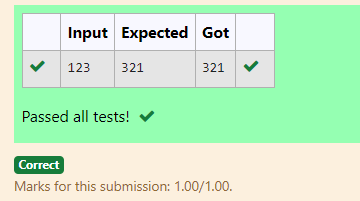 Input Expected Got
123 321 321
Passed all tests!
Correct
Marks for this submission: 1.00/1.00.